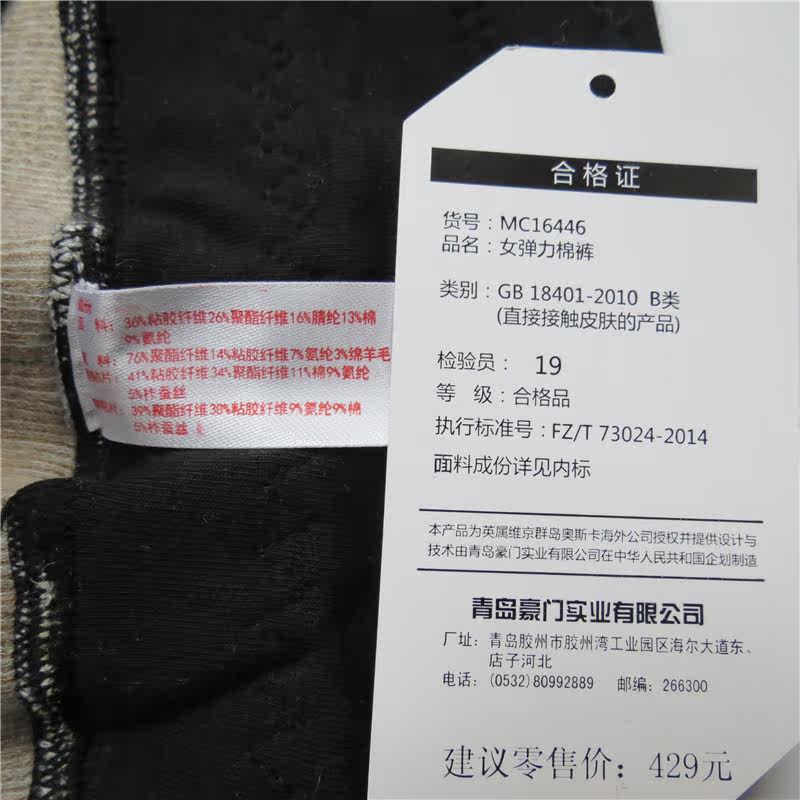 料：36%粘胶纤维26%聚酯纤维16%腈纶13%棉
9%氨纶
料：76%聚酯纤维14%粘胶纤维7%氨纶3%绵羊毛
41%粘胶纤维34%聚酯纤维11%棉9%氨纶
5%柞蚕丝
39%聚酯纤维38%粘胶纤维9%氨纶9%棉
5%柞蚕丝
合格证
货号：MC16446
品名：女弹力棉裤
类别：GB 18401-2010 B类
(直接接触皮肤的产品)
检验员：19
等 级：合格品
执行标准号：FZ/T 73024-2014
面料成份详见内标
本产品为英属维京群岛奥斯卡海外公司授权并提供设计与
技术由青岛豪门实业有限公司在中华人民共和国企划制造
青岛豪门实业有限公司
厂址：青岛胶州市胶州湾工业园区海尔大道东、
店子河北
电话：(0532)80992889 邮编：266300
建议零售价：429元